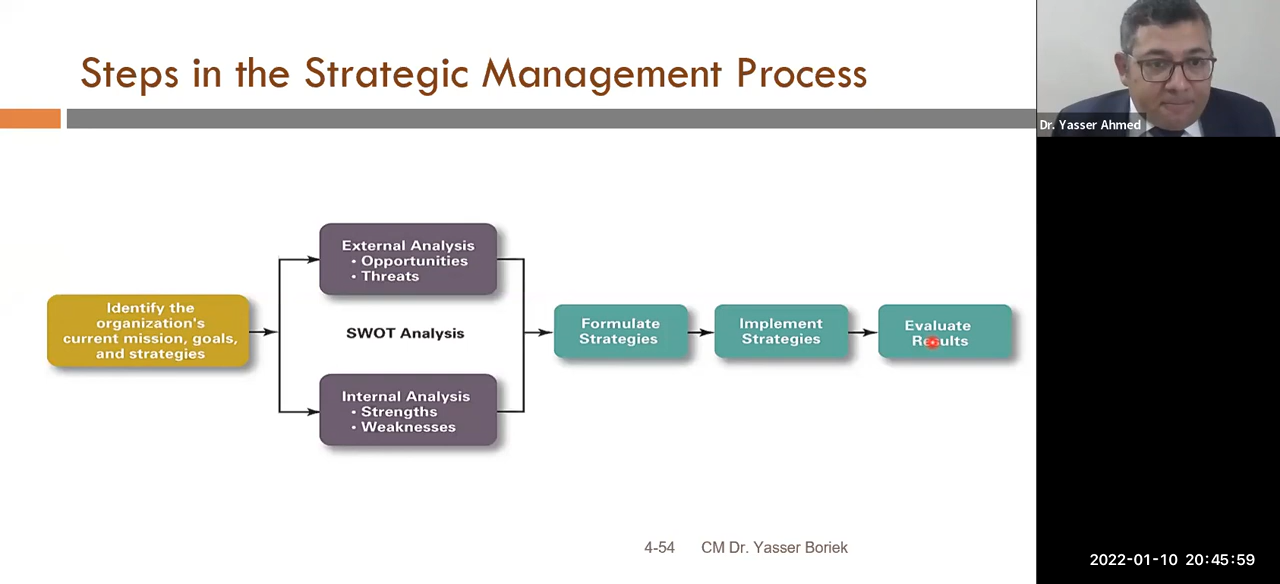 Steps in the Strategic Management Process
Dr. Yasser Ahmed
Identify the
organization's
current mission, goals,
and strategies
External Analysis
• Opportunities
• Threats
SWOT Analysis
Internal Analysis
• Strengths
• Weaknesses
Formulate
Strategies
Implement
Strategies
Evaluate
Results
4-54 CM Dr. Yasser Boriek
2022-01-10 20:45:59